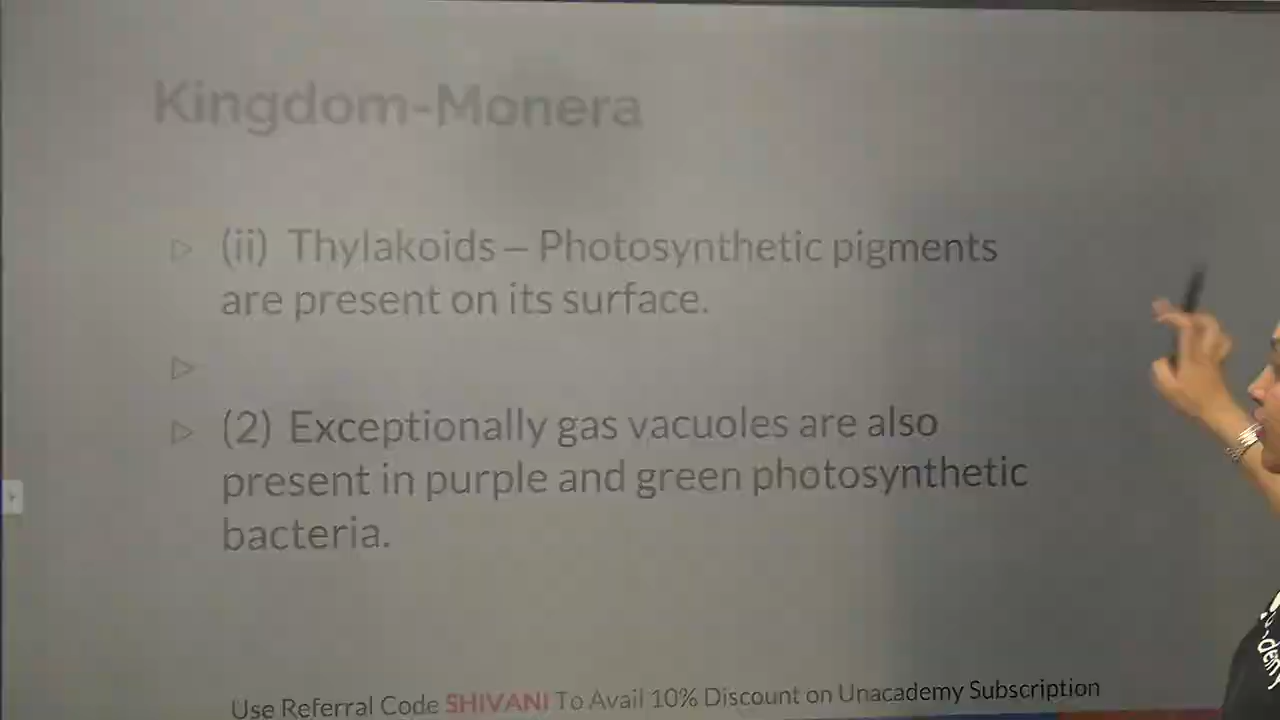 Kingdom-Monera
(ii) Thylakoids – Photosynthetic pigments
are present on its surface.
(2) Exceptionally gas vacuoles are also
present in purple and green photosynthetic
bacteria.
Use Referral Code SHIVANI To Avail 10% Discount on Unacademy Subscription